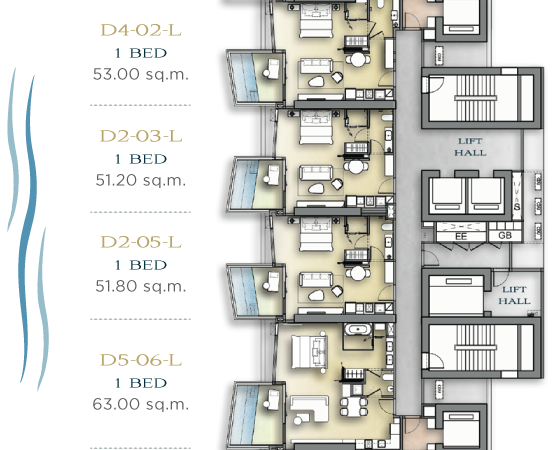 D4-02-L
1 BED
53.00 sq.m.
D2-03-L
1 BED
51.20 sq.m.
D2-05-L
1 BED
51.80 sq.m.
D5-06-L
1 BED
63.00 sq.m.
LIFT
HALL
S
EE
GB
LIFT
HALL